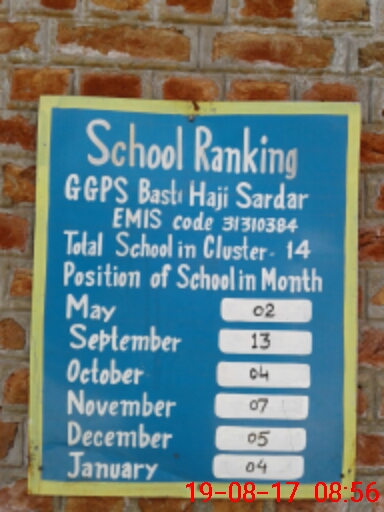 School Ranking
GGPS Basti Haji Sardar
EMIS code 31310384
Total School in Cluster- 14
Position of School in Month
May 02
September 13
October 04
November 07
December 05
January 04
19-08-17 08:56